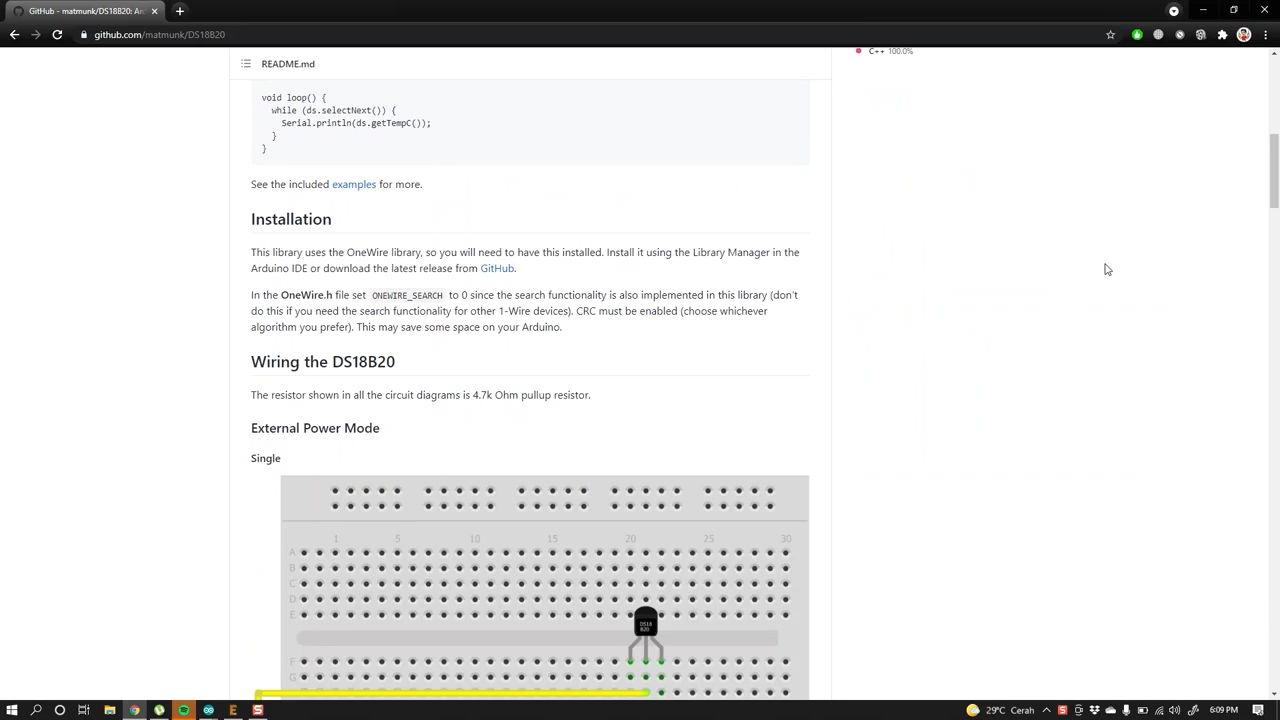 GitHub - matmunk/DS18B20: Ar
github.com/matmunk/DS18B20
README.md
C++ 100.0%
void loop() {
while (ds.selectNext()) {
Serial.println(ds.getTempC());
}
}
See the included examples for more.
Installation
This library uses the OneWire library, so you will need to have this installed. Install it using the Library Manager in the
Arduino IDE or download the latest release from GitHub.
In the OneWire.h file set ONEWIRE_SEARCH to 0 since the search functionality is also implemented in this library (don't
do this if you need the search functionality for other 1-Wire devices). CRC must be enabled (choose whichever
algorithm you prefer). This may save some space on your Arduino.
Wiring the DS18B20
The resistor shown in all the circuit diagrams is 4.7k Ohm pullup resistor.
External Power Mode
Single
1 5 10 15 20 25 30
A
B
C
D
E
DS18
B20
F
G
29°C Cerah
6:09 PM